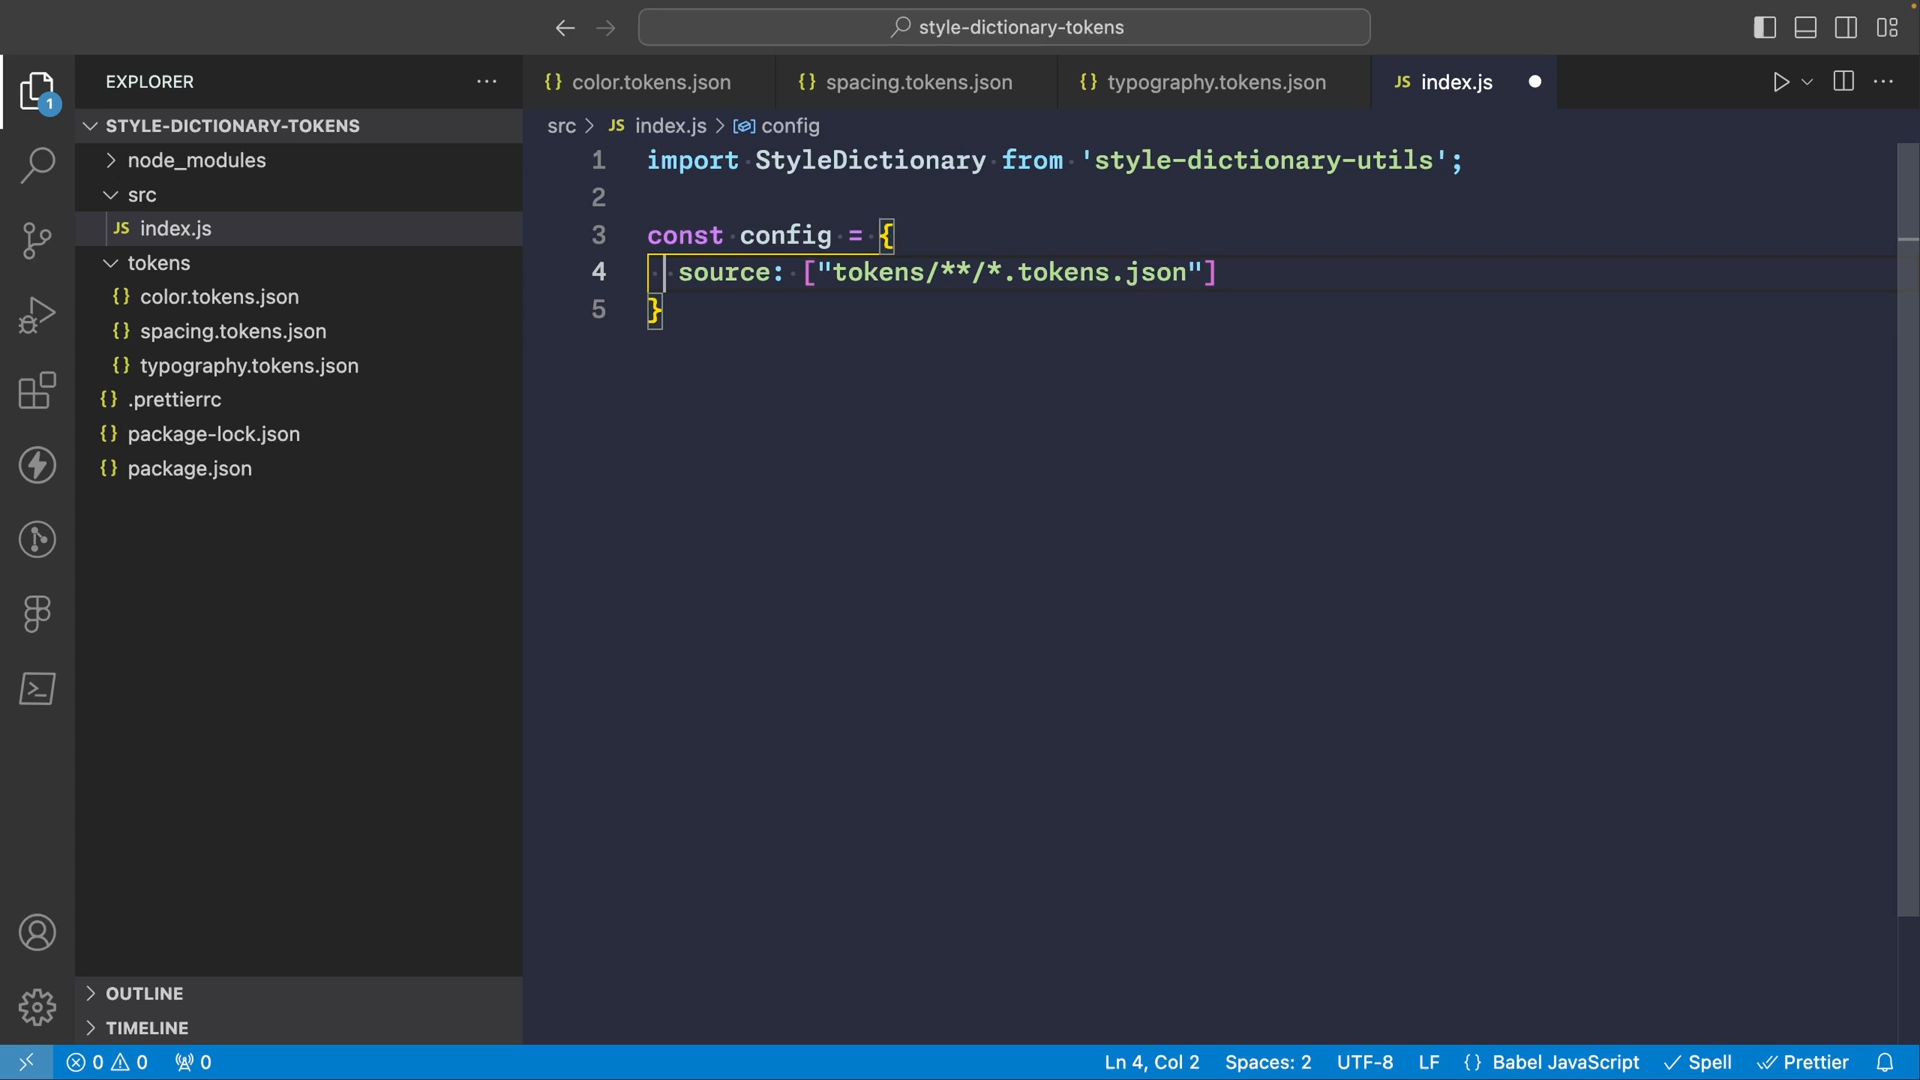 style-dictionary-tokens
EXPLORER
{} color.tokens.json
{} spacing.tokens.json
{} typography.tokens.json
JS index.js
1
STYLE-DICTIONARY-TOKENS
node_modules
src
JS index.js
tokens
{} color.tokens.json
{} spacing.tokens.json
{} typography.tokens.json
{} .prettierrc
{} package-lock.json
{} package.json
OUTLINE
TIMELINE
src > JS index.js > config
1 import StyleDictionary from 'style-dictionary-utils';
2
3 const config = {
4 source: ["tokens/**/*.tokens.json"]
5 }
0 0 0
Ln 4, Col 2 Spaces: 2 UTF-8 LF {} Babel JavaScript Spell Prettier